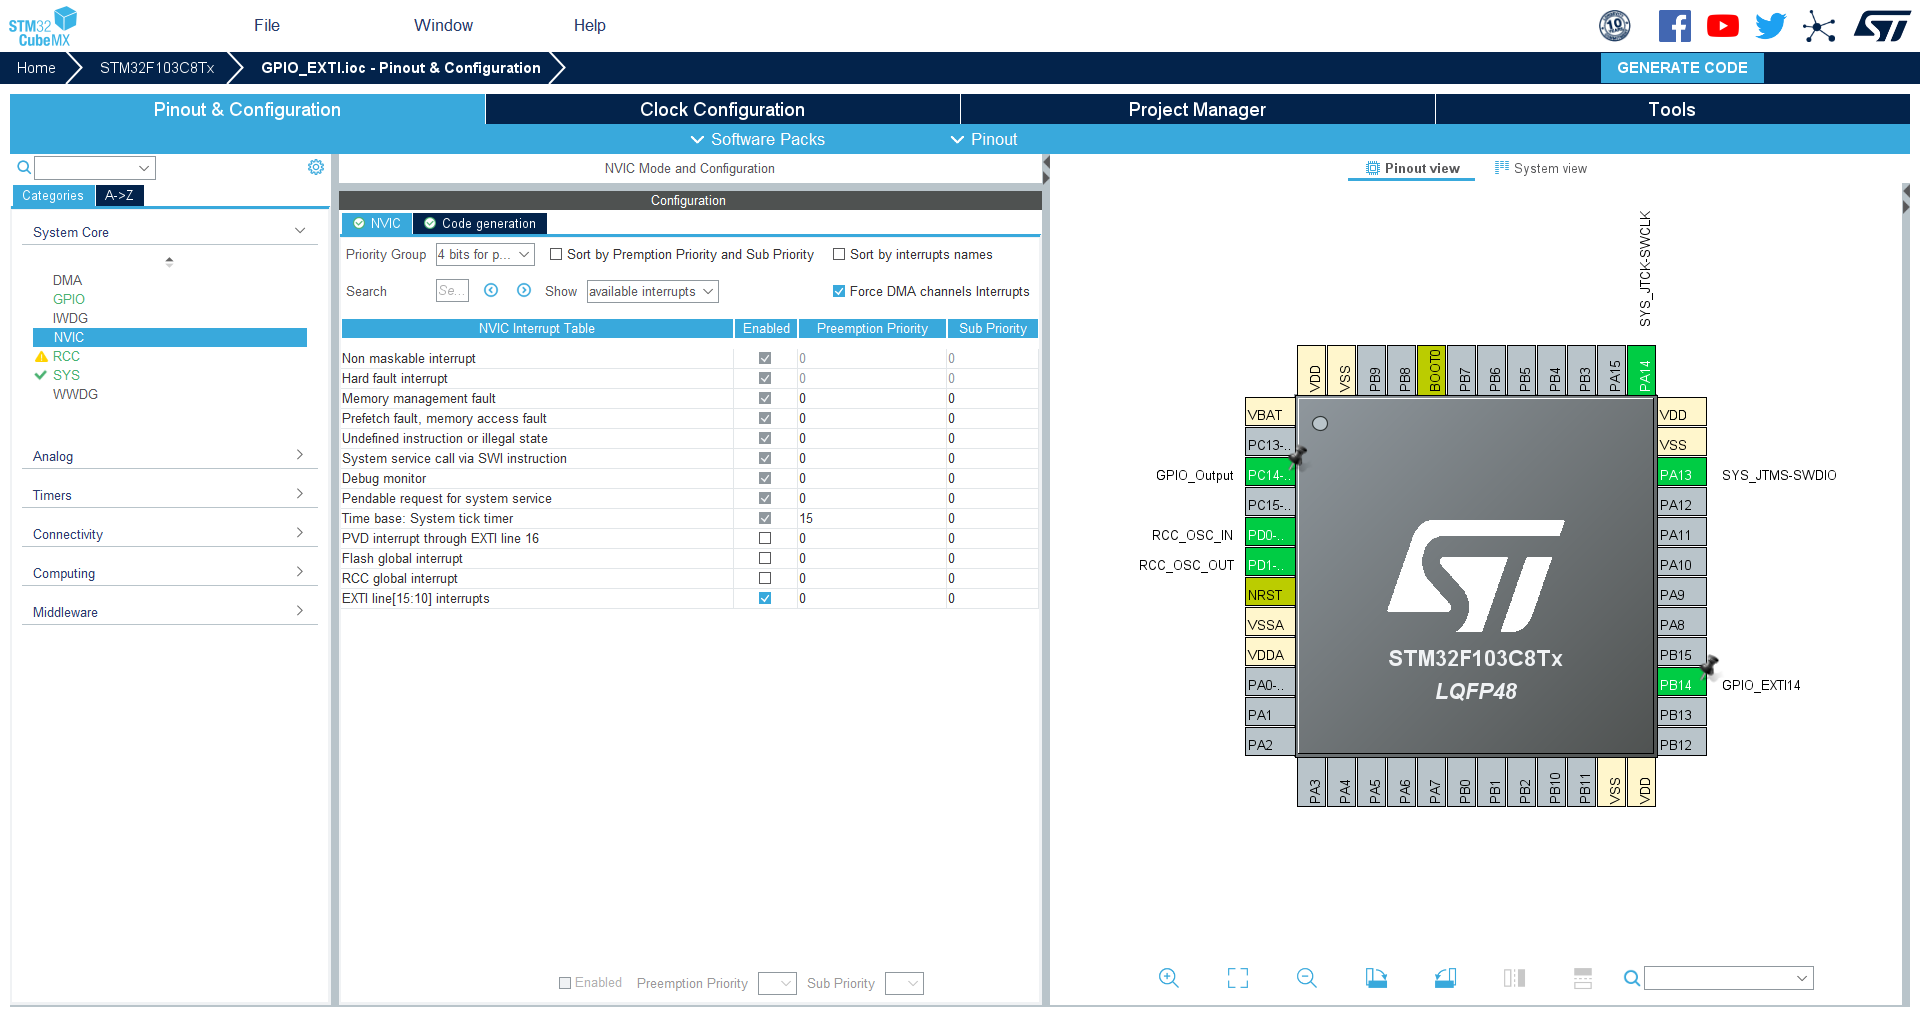 STM32
CubeMX
File
Window
Help
10
Home
STM32F103C8Tx
GPIO_EXTI.ioc - Pinout & Configuration
GENERATE CODE
Pinout & Configuration
Clock Configuration
Project Manager
Tools
Software Packs
Pinout
Categories
A->Z
System Core
DMA
GPIO
IWDG
NVIC
RCC
SYS
WWDG
Analog
Timers
Connectivity
Computing
Middleware
NVIC Mode and Configuration
Configuration
NVIC
Code generation
Priority Group
4 bits for p...
Sort by Premption Priority and Sub Priority
Sort by interrupts names
Search
Se...
Show
available interrupts
Force DMA channels Interrupts
NVIC Interrupt Table Enabled Preemption Priority Sub Priority
Non maskable interrupt 0 0
Hard fault interrupt 0 0
Memory management fault 0 0
Prefetch fault, memory access fault 0 0
Undefined instruction or illegal state 0 0
System service call via SWI instruction 0 0
Debug monitor 0 0
Pendable request for system service 0 0
Time base: System tick timer 15 0
PVD interrupt through EXTI line 16 0 0
Flash global interrupt 0 0
RCC global interrupt 0 0
EXTI line[15:10] interrupts 0 0
Enabled
Preemption Priority
Sub Priority
Pinout view
System view
SYS_JTCK-SWCLK
VDD
VSS
PB9
PB8
BOOT0
PB7
PB6
PB5
PB4
PB3
PA15
PA14
VBAT
PC13-..
GPIO_Output
PC14-..
PC15-..
RCC_OSC_IN
PD0-..
RCC_OSC_OUT
PD1-..
NRST
VSSA
VDDA
PA0-..
PA1
PA2
STM32F103C8Tx
LQFP48
VDD
VSS
PA13
SYS_JTMS-SWDIO
PA12
PA11
PA10
PA9
PA8
PB15
PB14
GPIO_EXTI14
PB13
PB12
PA3
PA4
PA5
PA6
PA7
PB0
PB1
PB2
PB10
PB11
VSS
VDD